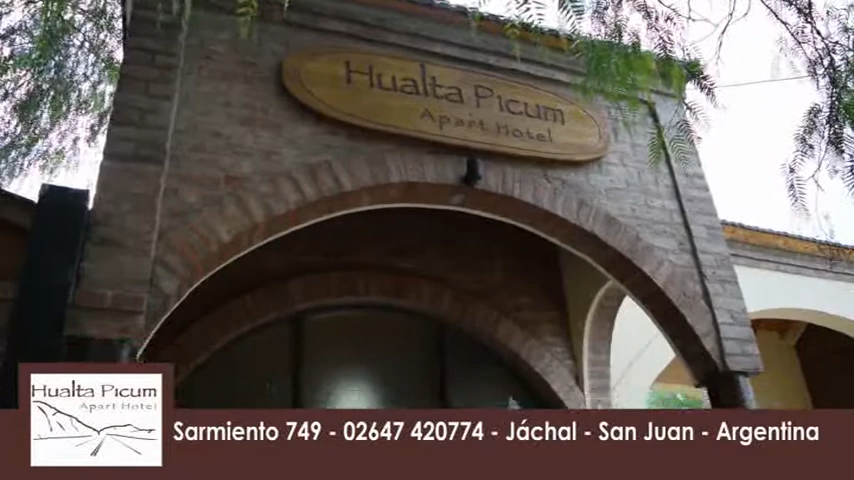 Hualta Picum
Apart Hotel
Hualta Picum
Apart Hotel
Sarmiento 749 - 02647 420774 - Jáchal - San Juan - Argentina